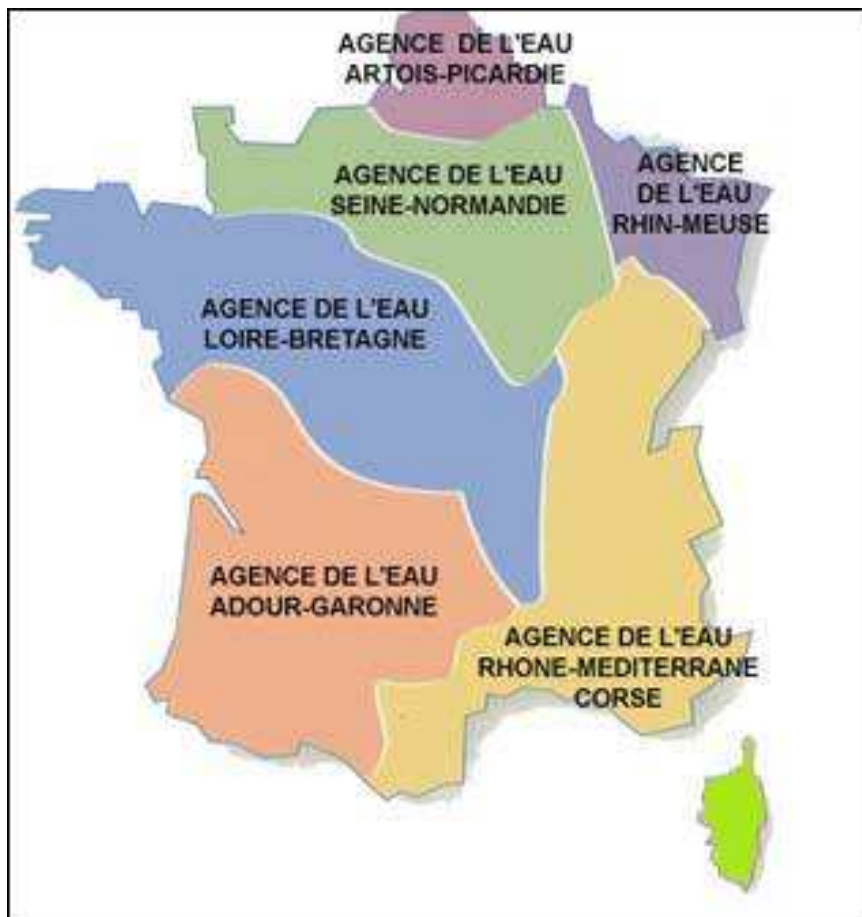 AGENCE DE L'EAU
ARTOIS-PICARDIE
AGENCE DE L'EAU
SEINE-NORMANDIE
AGENCE
DE L'EAU
RHIN-MEUSE
AGENCE DE L'EAU
LOIRE-BRETAGNE
AGENCE DE L'EAU
ADOUR-GARONNE
AGENCE DE L'EAU
RHONE-MEDITERRANE
CORSE